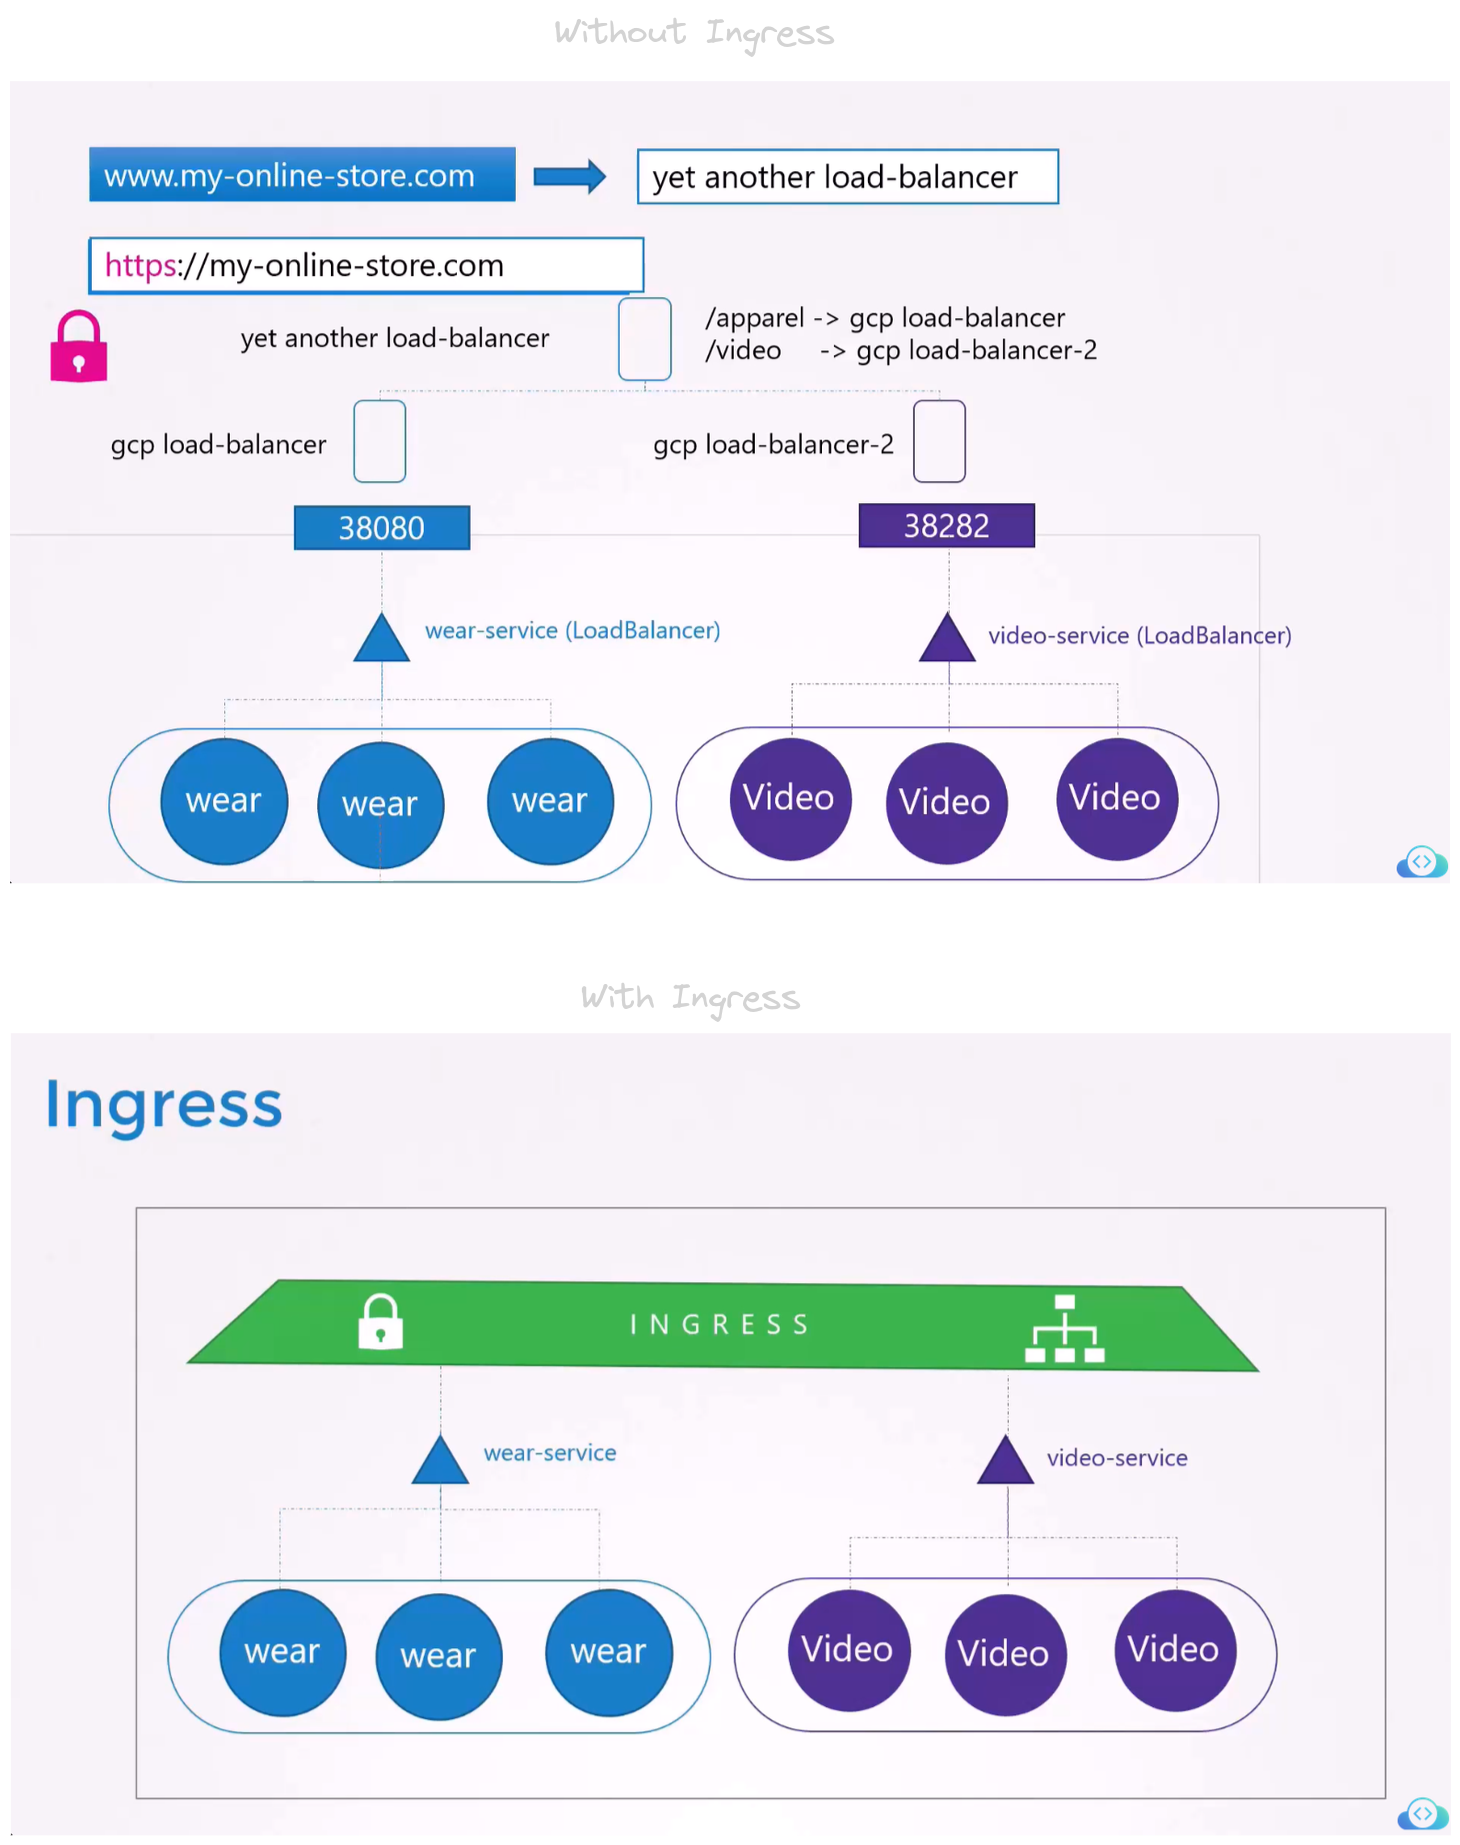 Without Ingress
www.my-online-store.com
yet another load-balancer
https://my-online-store.com
yet another load-balancer
/apparel -> gcp load-balancer
/video -> gcp load-balancer-2
gcp load-balancer
gcp load-balancer-2
38080
38282
wear-service (LoadBalancer)
video-service (LoadBalancer)
wear
wear
wear
Video
Video
Video
With Ingress
Ingress
INGRESS
wear-service
video-service
wear
wear
wear
Video
Video
Video